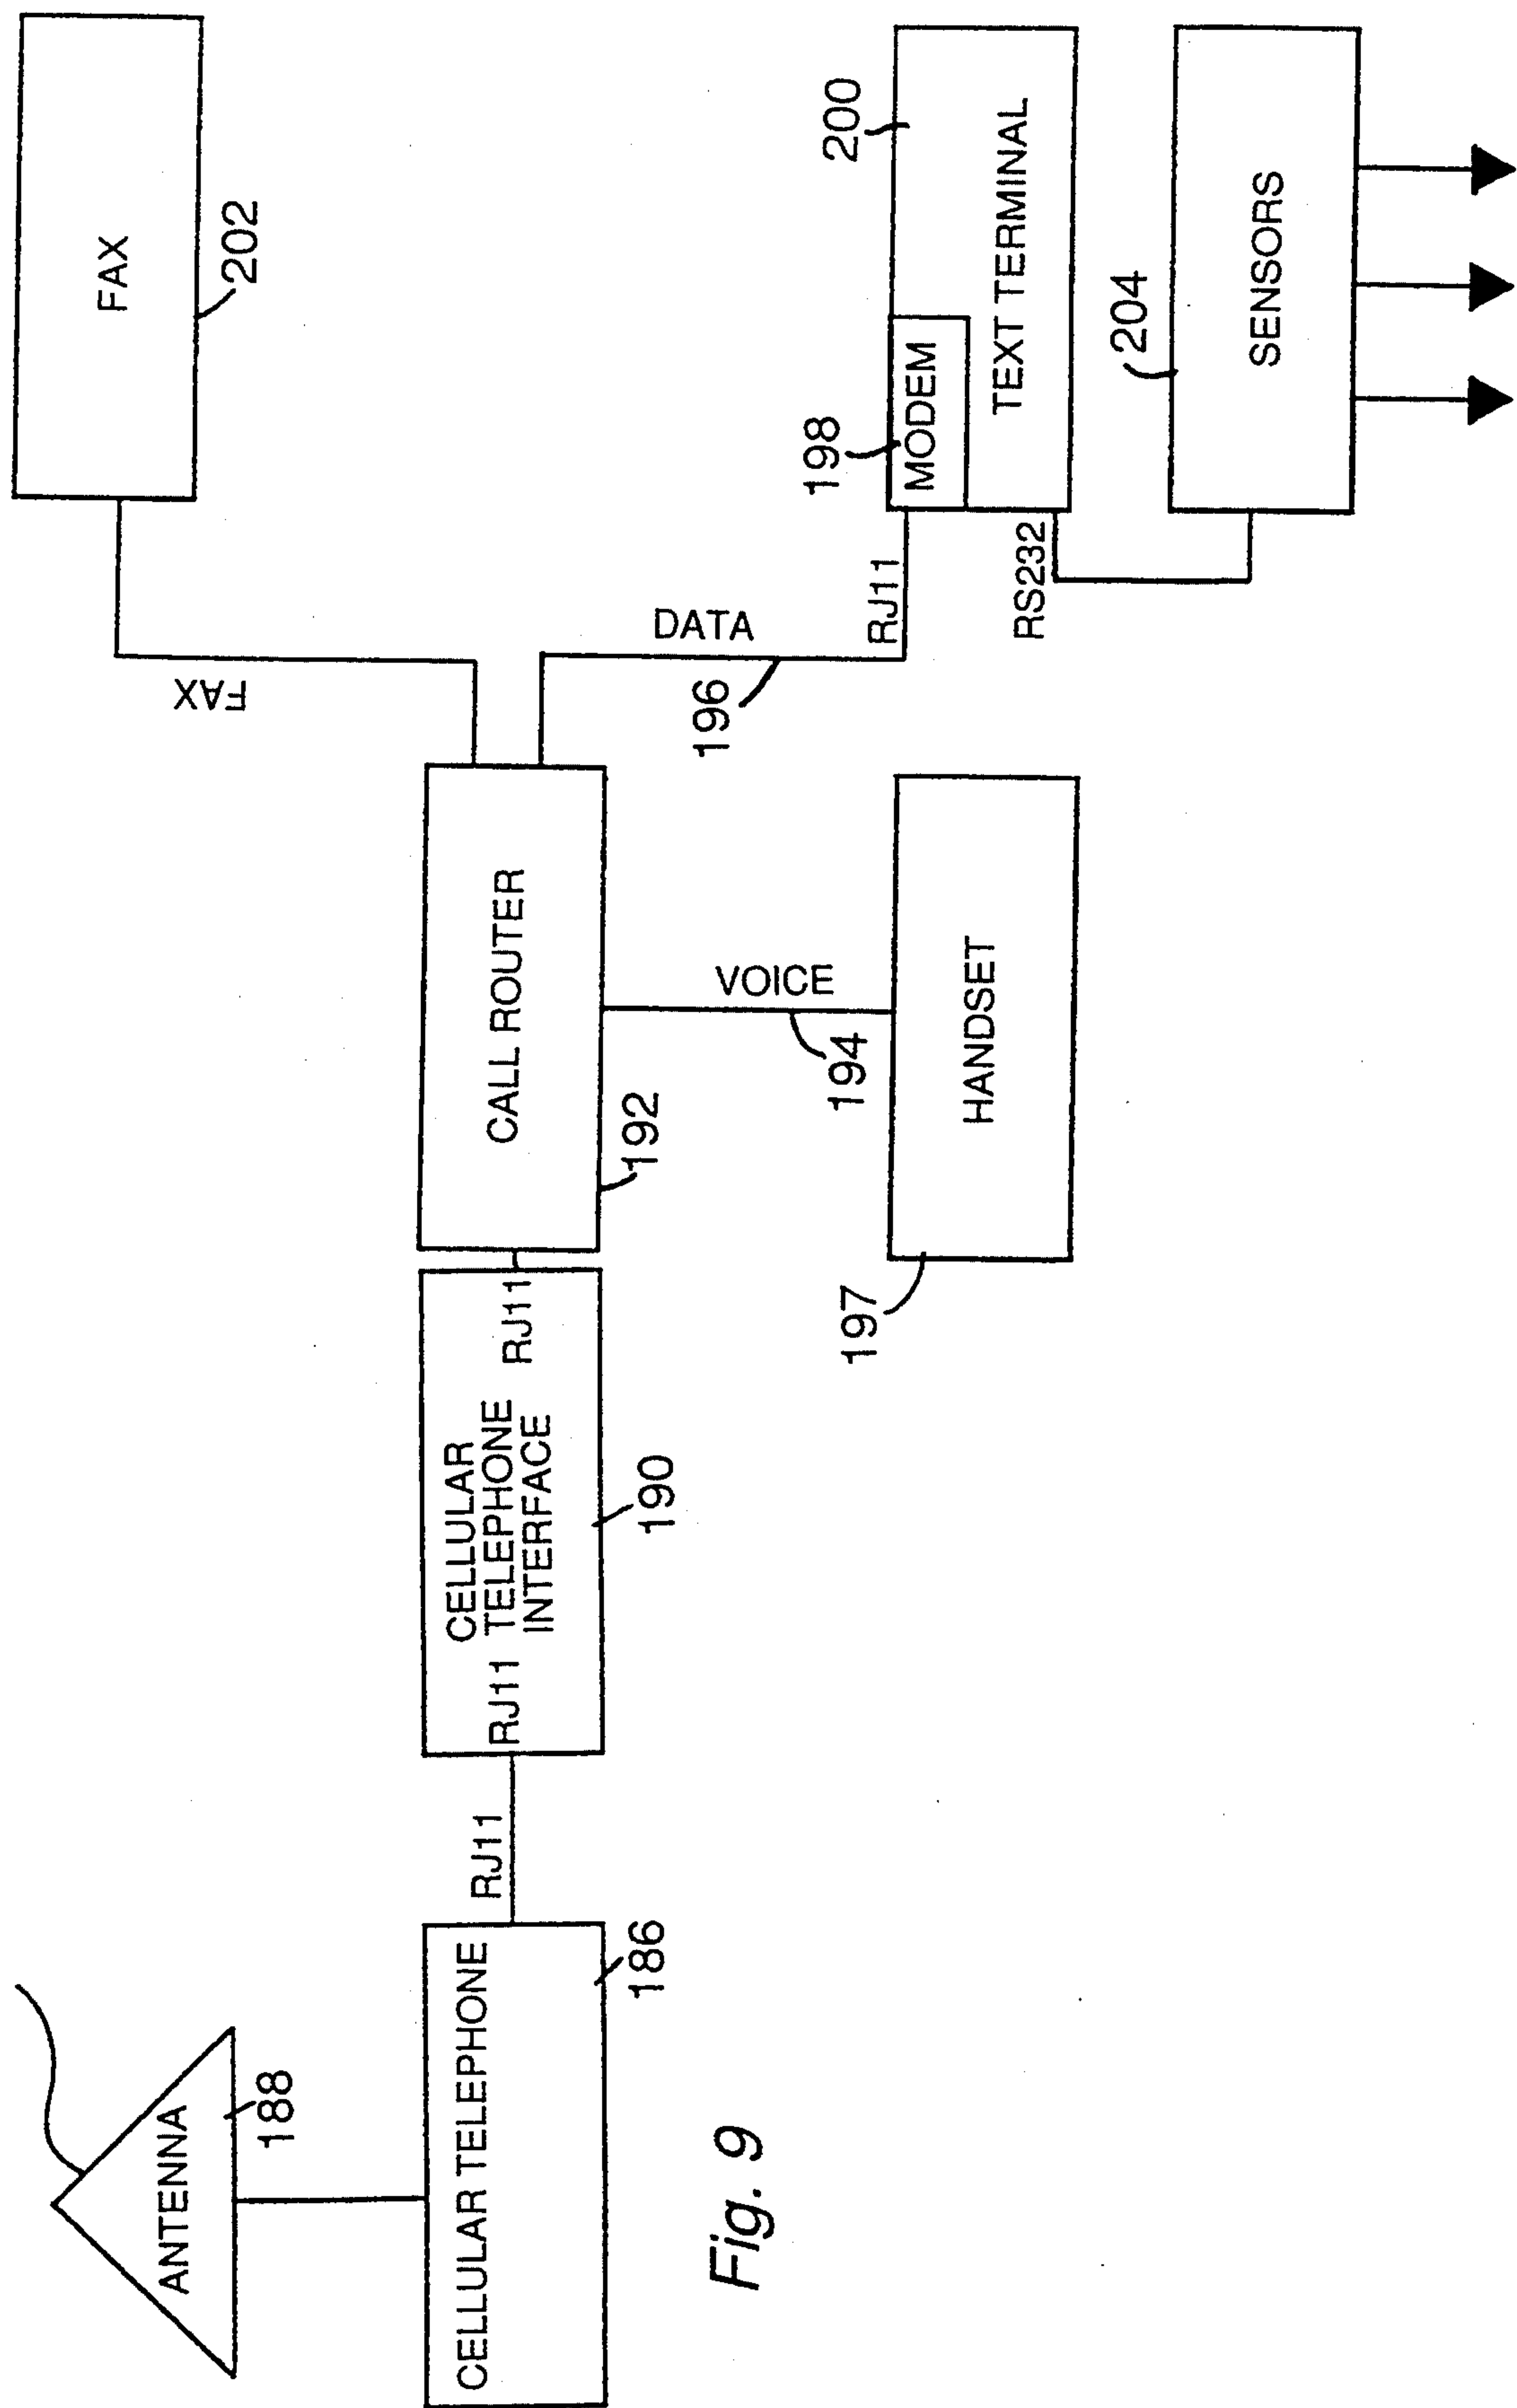 FAX
202
FAX
DATA
196
RJ11
200
198
MODEM
TEXT TERMINAL
RS232
204
SENSORS
CALL ROUTER
192
VOICE
194
HANDSET
197
RJ11
CELLULAR
TELEPHONE
INTERFACE
RJ11
190
RJ11
ANTENNA
188
CELLULAR TELEPHONE
186
Fig. 9